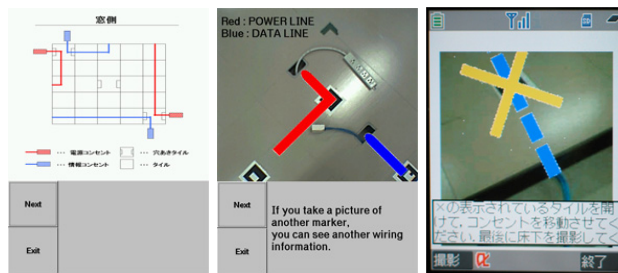 窓側
… 電源コンセント
… 穴あきタイル
… 情報コンセント
… タイル
Next
Exit
Red : POWER LINE
Blue : DATA LINE
Next
Exit
If you take a picture of
another marker,
you can see another wiring
information.
×の表示されているタイルを開
けて,コンセントを移動させてく
ださい.最後に床下を撮影してく
撮影
終了